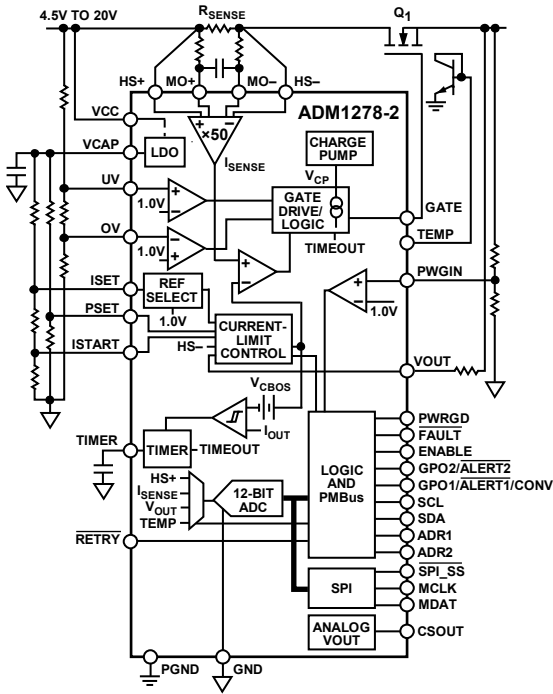 4.5V TO 20V
RSENSE
Q1
HS+
MO+
MO–
HS–
VCC
ADM1278-2
+
–
×50
VCAP
LDO
CHARGE PUMP
ISENSE
VCP
UV
+
1.0V
–
GATE DRIVE/ LOGIC
GATE
OV
–
1.0V
+
TIMEOUT
TEMP
+
–
ISET
REF SELECT
+
–
1.0V
PWGIN
PSET
1.0V
CURRENT-LIMIT CONTROL
ISTART
HS–
VOUT
VCBOS
IOUT
TIMER
TIMER
TIMEOUT
PWRGD
FAULT
ENABLE
GPO2/ALERT2
GPO1/ALERT1/CONV
SCL
SDA
ADR1
ADR2
LOGIC AND PMBus
HS+
ISENSE
VOUT
TEMP
12-BIT ADC
RETRY
SPI
SPI_SS
MCLK
MDAT
ANALOG VOUT
CSOUT
PGND
GND